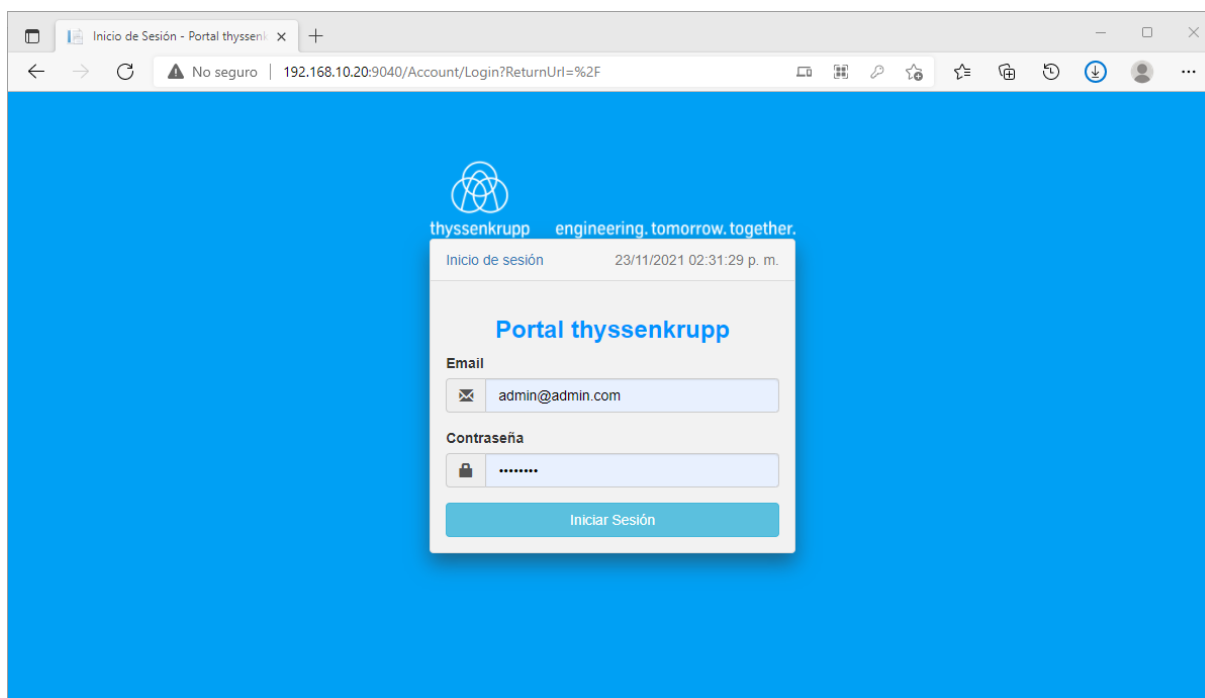 Inicio de Sesión - Portal thyssenk
No seguro | 192.168.10.20:9040/Account/Login?ReturnUrl=%2F
thyssenkrupp engineering. tomorrow. together.
Inicio de sesión 23/11/2021 02:31:29 p. m.
Portal thyssenkrupp
Email
admin@admin.com
Contraseña
••••••••
Iniciar Sesión